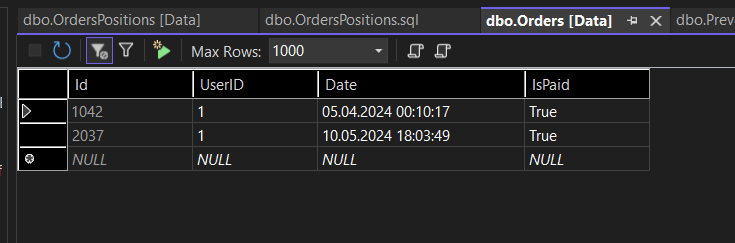 dbo.OrdersPositions [Data] dbo.OrdersPositions.sql dbo.Orders [Data] dbo.Prev
Max Rows: 1000
Id UserID Date IsPaid
1042 1 05.04.2024 00:10:17 True
2037 1 10.05.2024 18:03:49 True
NULL NULL NULL NULL